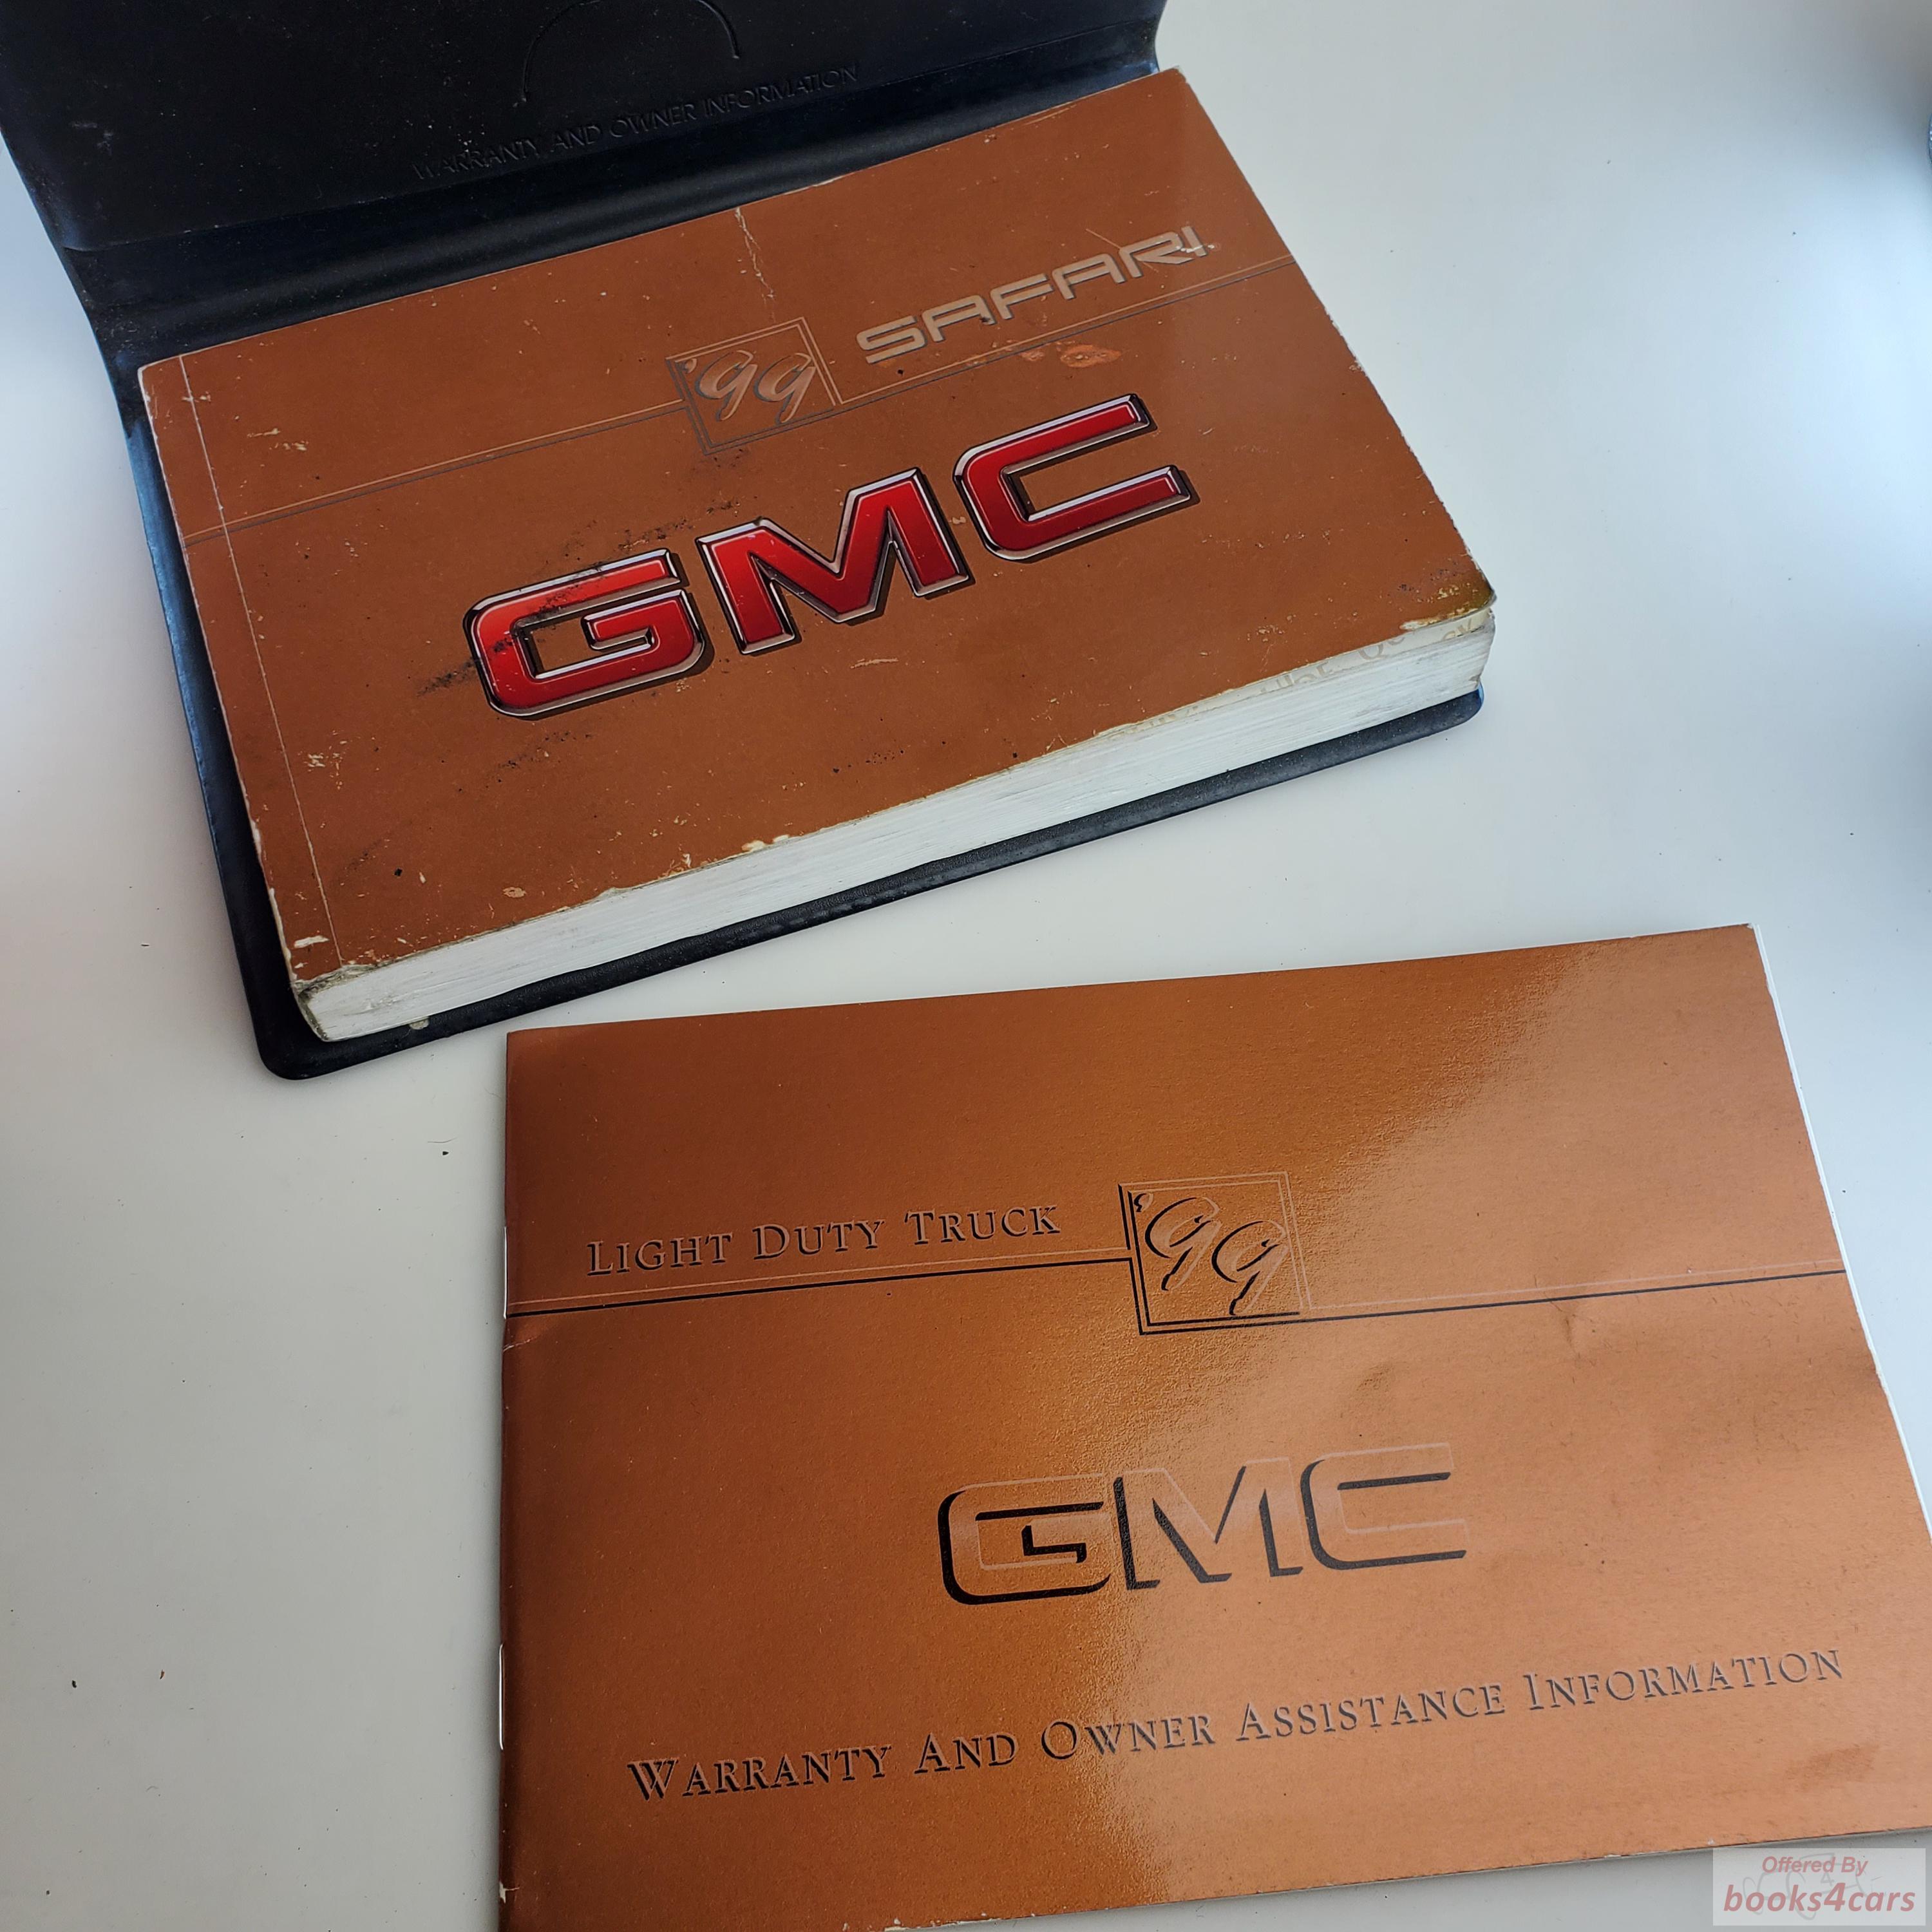 WARRANTY AND OWNER INFORMATION
'99 SAFARI
GMC
LIGHT DUTY TRUCK '99
GMC
WARRANTY AND OWNER ASSISTANCE INFORMATION
Offered By
books4cars